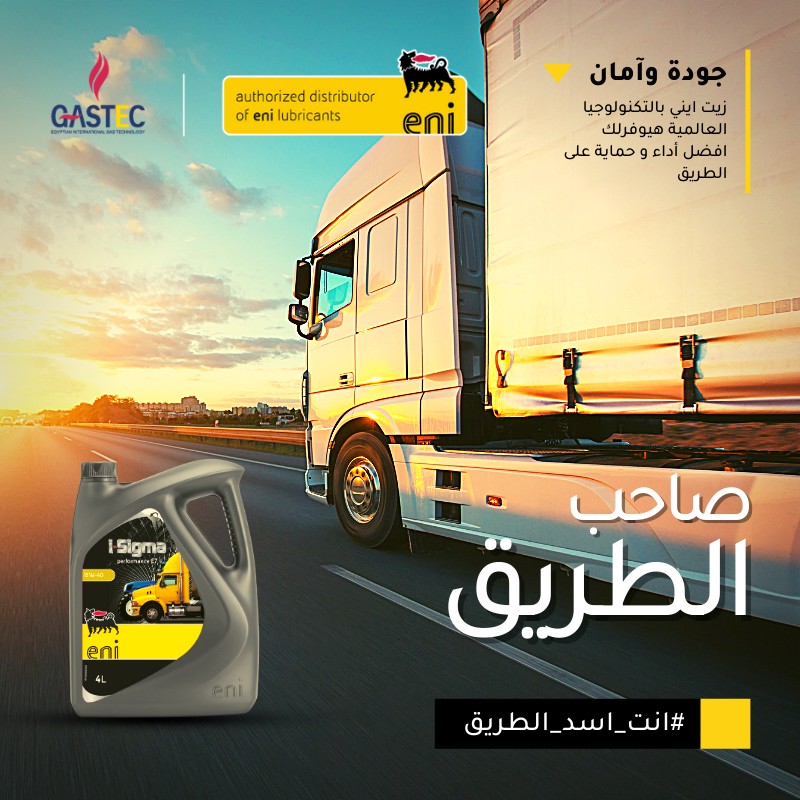 GASTEC
EGYPTIAN INTERNATIONAL GAS TECHNOLOGY
authorized distributor
of eni lubricants
eni
جودة وآمان
زيت ايني بالتكنولوجيا
العالمية هيوفرلك
افضل أداء و حماية على
الطريق
صاحب
الطريق
#انت_اسد_الطريق
i-Sigma
performance E7
15W-40
eni
4L
eni